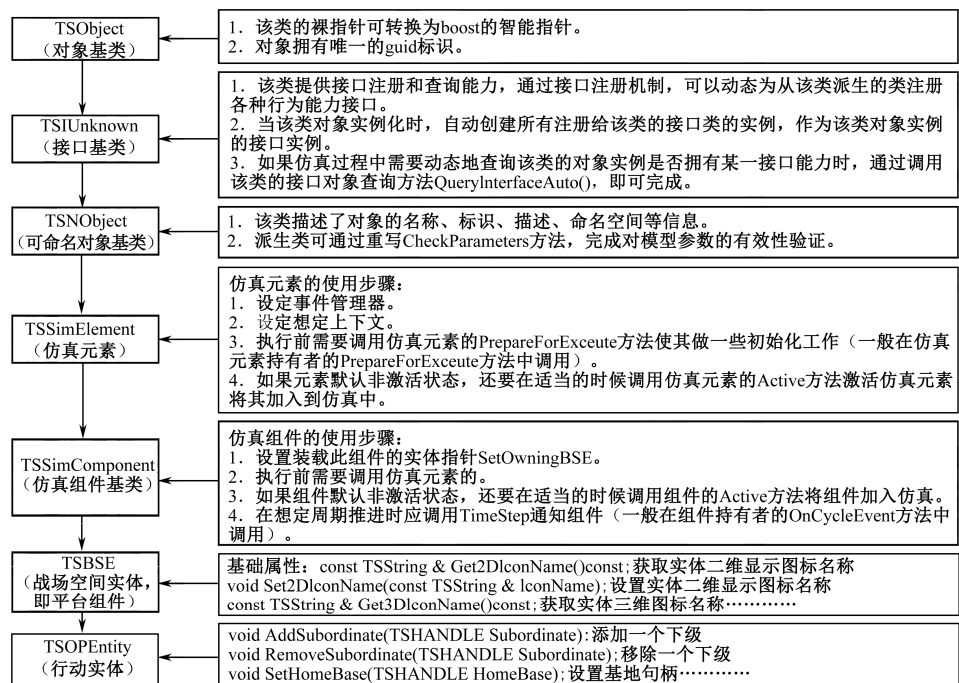 TSObject
（对象基类）
1．该类的裸指针可转换为boost的智能指针。
2．对象拥有唯一的guid标识。
TSIUnknown
（接口基类）
1．该类提供接口注册和查询能力，通过接口注册机制，可以动态为从该类派生的类注册
各种行为能力接口。
2．当该类对象实例化时，自动创建所有注册给该类的接口类的实例，作为该类对象实例
的接口实例。
3．如果仿真过程中需要动态地查询该类的对象实例是否拥有某一接口能力时，通过调用
该类的接口对象查询方法QuerylnterfaceAuto()，即可完成。
TSNObject
（可命名对象基类）
1．该类描述了对象的名称、标识、描述、命名空间等信息。
2．派生类可通过重写CheckParameters方法，完成对模型参数的有效性验证。
TSSimElement
（仿真元素）
仿真元素的使用步骤：
1．设定事件管理器。
2．设定想定上下文。
3．执行前需要调用仿真元素的PrepareForExceute方法使其做一些初始化工作（一般在仿真
元素持有者的PrepareForExceute方法中调用）。
4．如果元素默认非激活状态，还要在适当的时候调用仿真元素的Active方法激活仿真元素
将其加入到仿真中。
TSSimComponent
（仿真组件基类）
仿真组件的使用步骤：
1．设置装载此组件的实体指针SetOwningBSE。
2．执行前需要调用仿真元素的。
3．如果组件默认非激活状态，还要在适当的时候调用组件的Active方法将组件加入仿真。
4．在想定周期推进时应调用TimeStep通知组件（一般在组件持有者的OnCycleEvent方法中
调用）。
TSBSE
（战场空间实体，
即平台组件）
基础属性：const TSString & Get2DlconName()const;获取实体二维显示图标名称
void Set2DlconName(const TSString & lconName);设置实体二维显示图标名称
const TSString & Get3DlconName()const;获取实体三维图标名称…………
TSOPEntity
（行动实体）
void AddSubordinate(TSHANDLE Subordinate):添加一个下级
void RemoveSubordinate(TSHANDLE Subordinate);移除一个下级
void SetHomeBase(TSHANDLE HomeBase);设置基地句柄…………